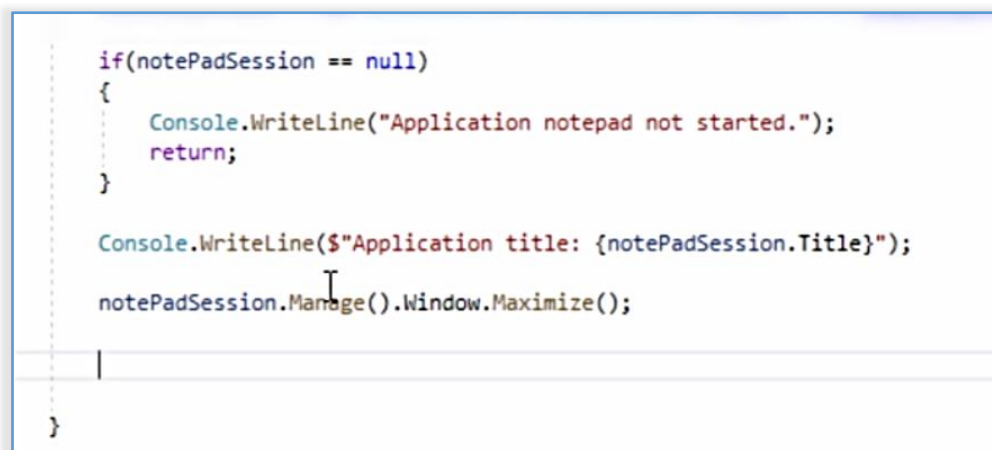 if(notePadSession == null)
{
Console.WriteLine("Application notepad not started.");
return;
}
Console.WriteLine($"Application title: {notePadSession.Title}");
notePadSession.Manage().Window.Maximize();
}